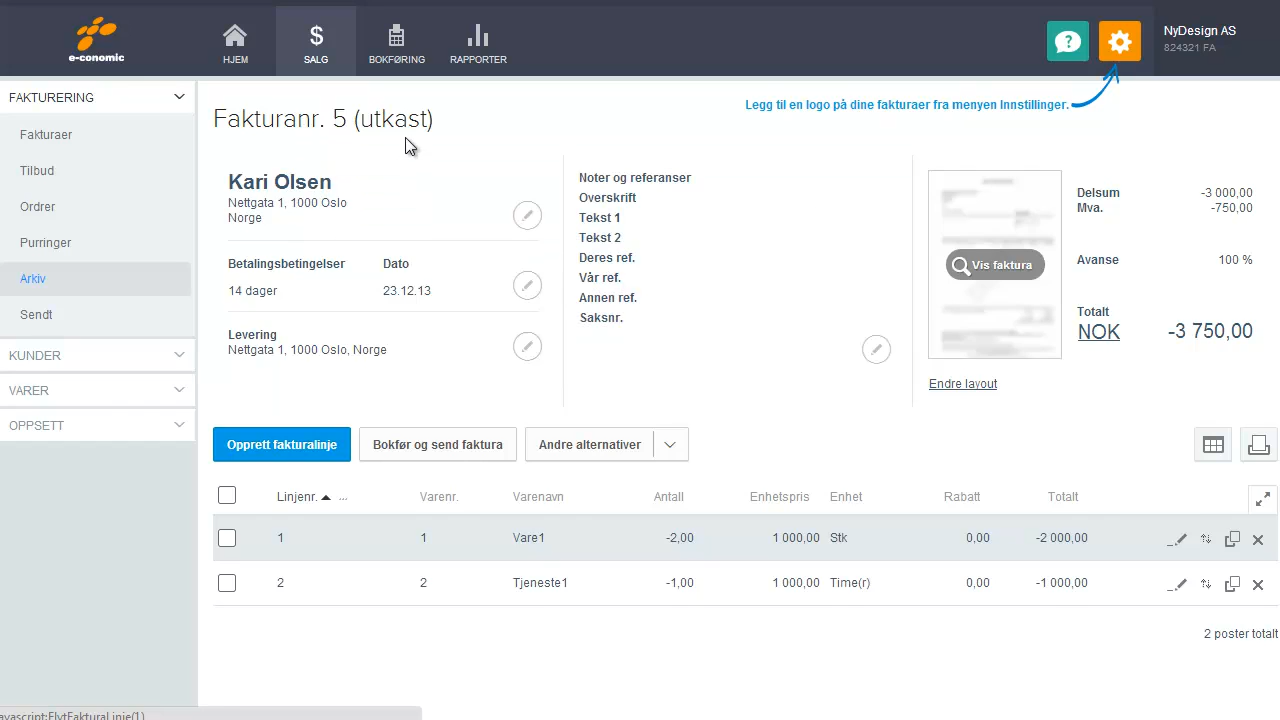 e-conomic
HJEM
$
SALG
BOKFØRING
RAPPORTER
?
NyDesign AS
824321 FA
FAKTURERING
Fakturaer
Tilbud
Ordrer
Purringer
Arkiv
Sendt
KUNDER
VARER
OPPSETT
Legg til en logo på dine fakturaer fra menyen Innstillinger.
Fakturanr. 5 (utkast)
Kari Olsen
Nettgata 1, 1000 Oslo
Norge
Betalingsbetingelser Dato
14 dager 23.12.13
Levering
Nettgata 1, 1000 Oslo, Norge
Noter og referanser
Overskrift
Tekst 1
Tekst 2
Deres ref.
Vår ref.
Annen ref.
Saksnr.
Vis faktura
Endre layout
Delsum -3 000,00
Mva. -750,00
Avanse 100 %
Totalt
NOK -3 750,00
Opprett fakturalinje Bokfør og send faktura Andre alternativer
Linjenr. ... Varenr. Varenavn Antall Enhetspris Enhet Rabatt Totalt
1 1 Vare1 -2,00 1 000,00 Stk 0,00 -2 000,00
2 2 Tjeneste1 -1,00 1 000,00 Time(r) 0,00 -1 000,00
2 poster totalt
avascript:FlytFakturaLinje(1)